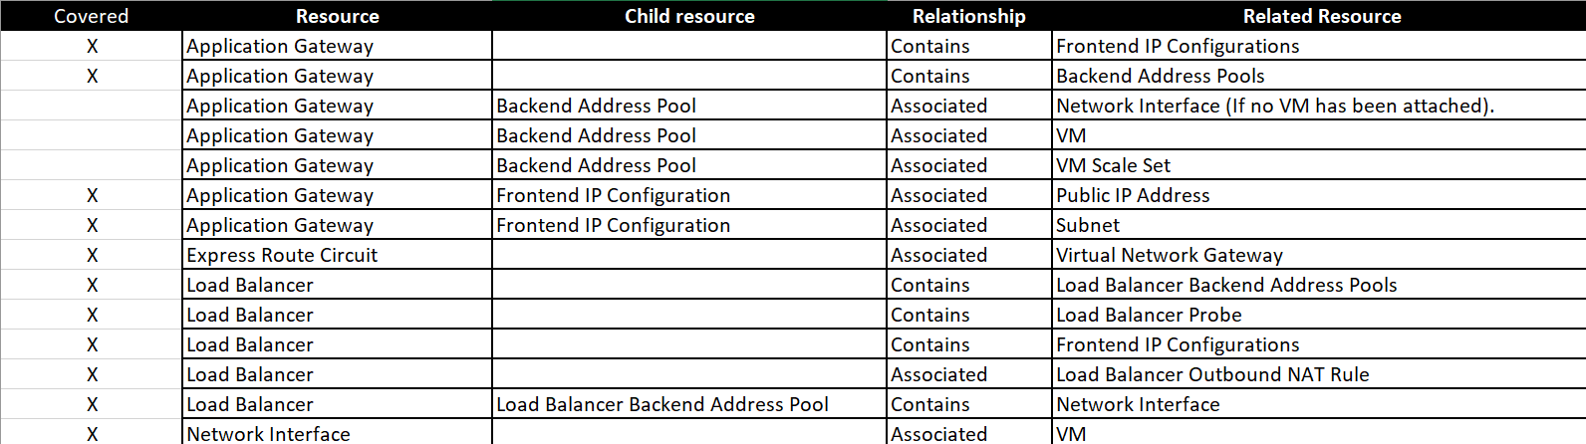 Covered Resource Child resource Relationship Related Resource
X Application Gateway Contains Frontend IP Configurations
X Application Gateway Contains Backend Address Pools
Application Gateway Backend Address Pool Associated Network Interface (If no VM has been attached).
Application Gateway Backend Address Pool Associated VM
Application Gateway Backend Address Pool Associated VM Scale Set
X Application Gateway Frontend IP Configuration Associated Public IP Address
X Application Gateway Frontend IP Configuration Associated Subnet
X Express Route Circuit Associated Virtual Network Gateway
X Load Balancer Contains Load Balancer Backend Address Pools
X Load Balancer Contains Load Balancer Probe
X Load Balancer Contains Frontend IP Configurations
X Load Balancer Associated Load Balancer Outbound NAT Rule
X Load Balancer Load Balancer Backend Address Pool Contains Network Interface
X Network Interface Associated VM